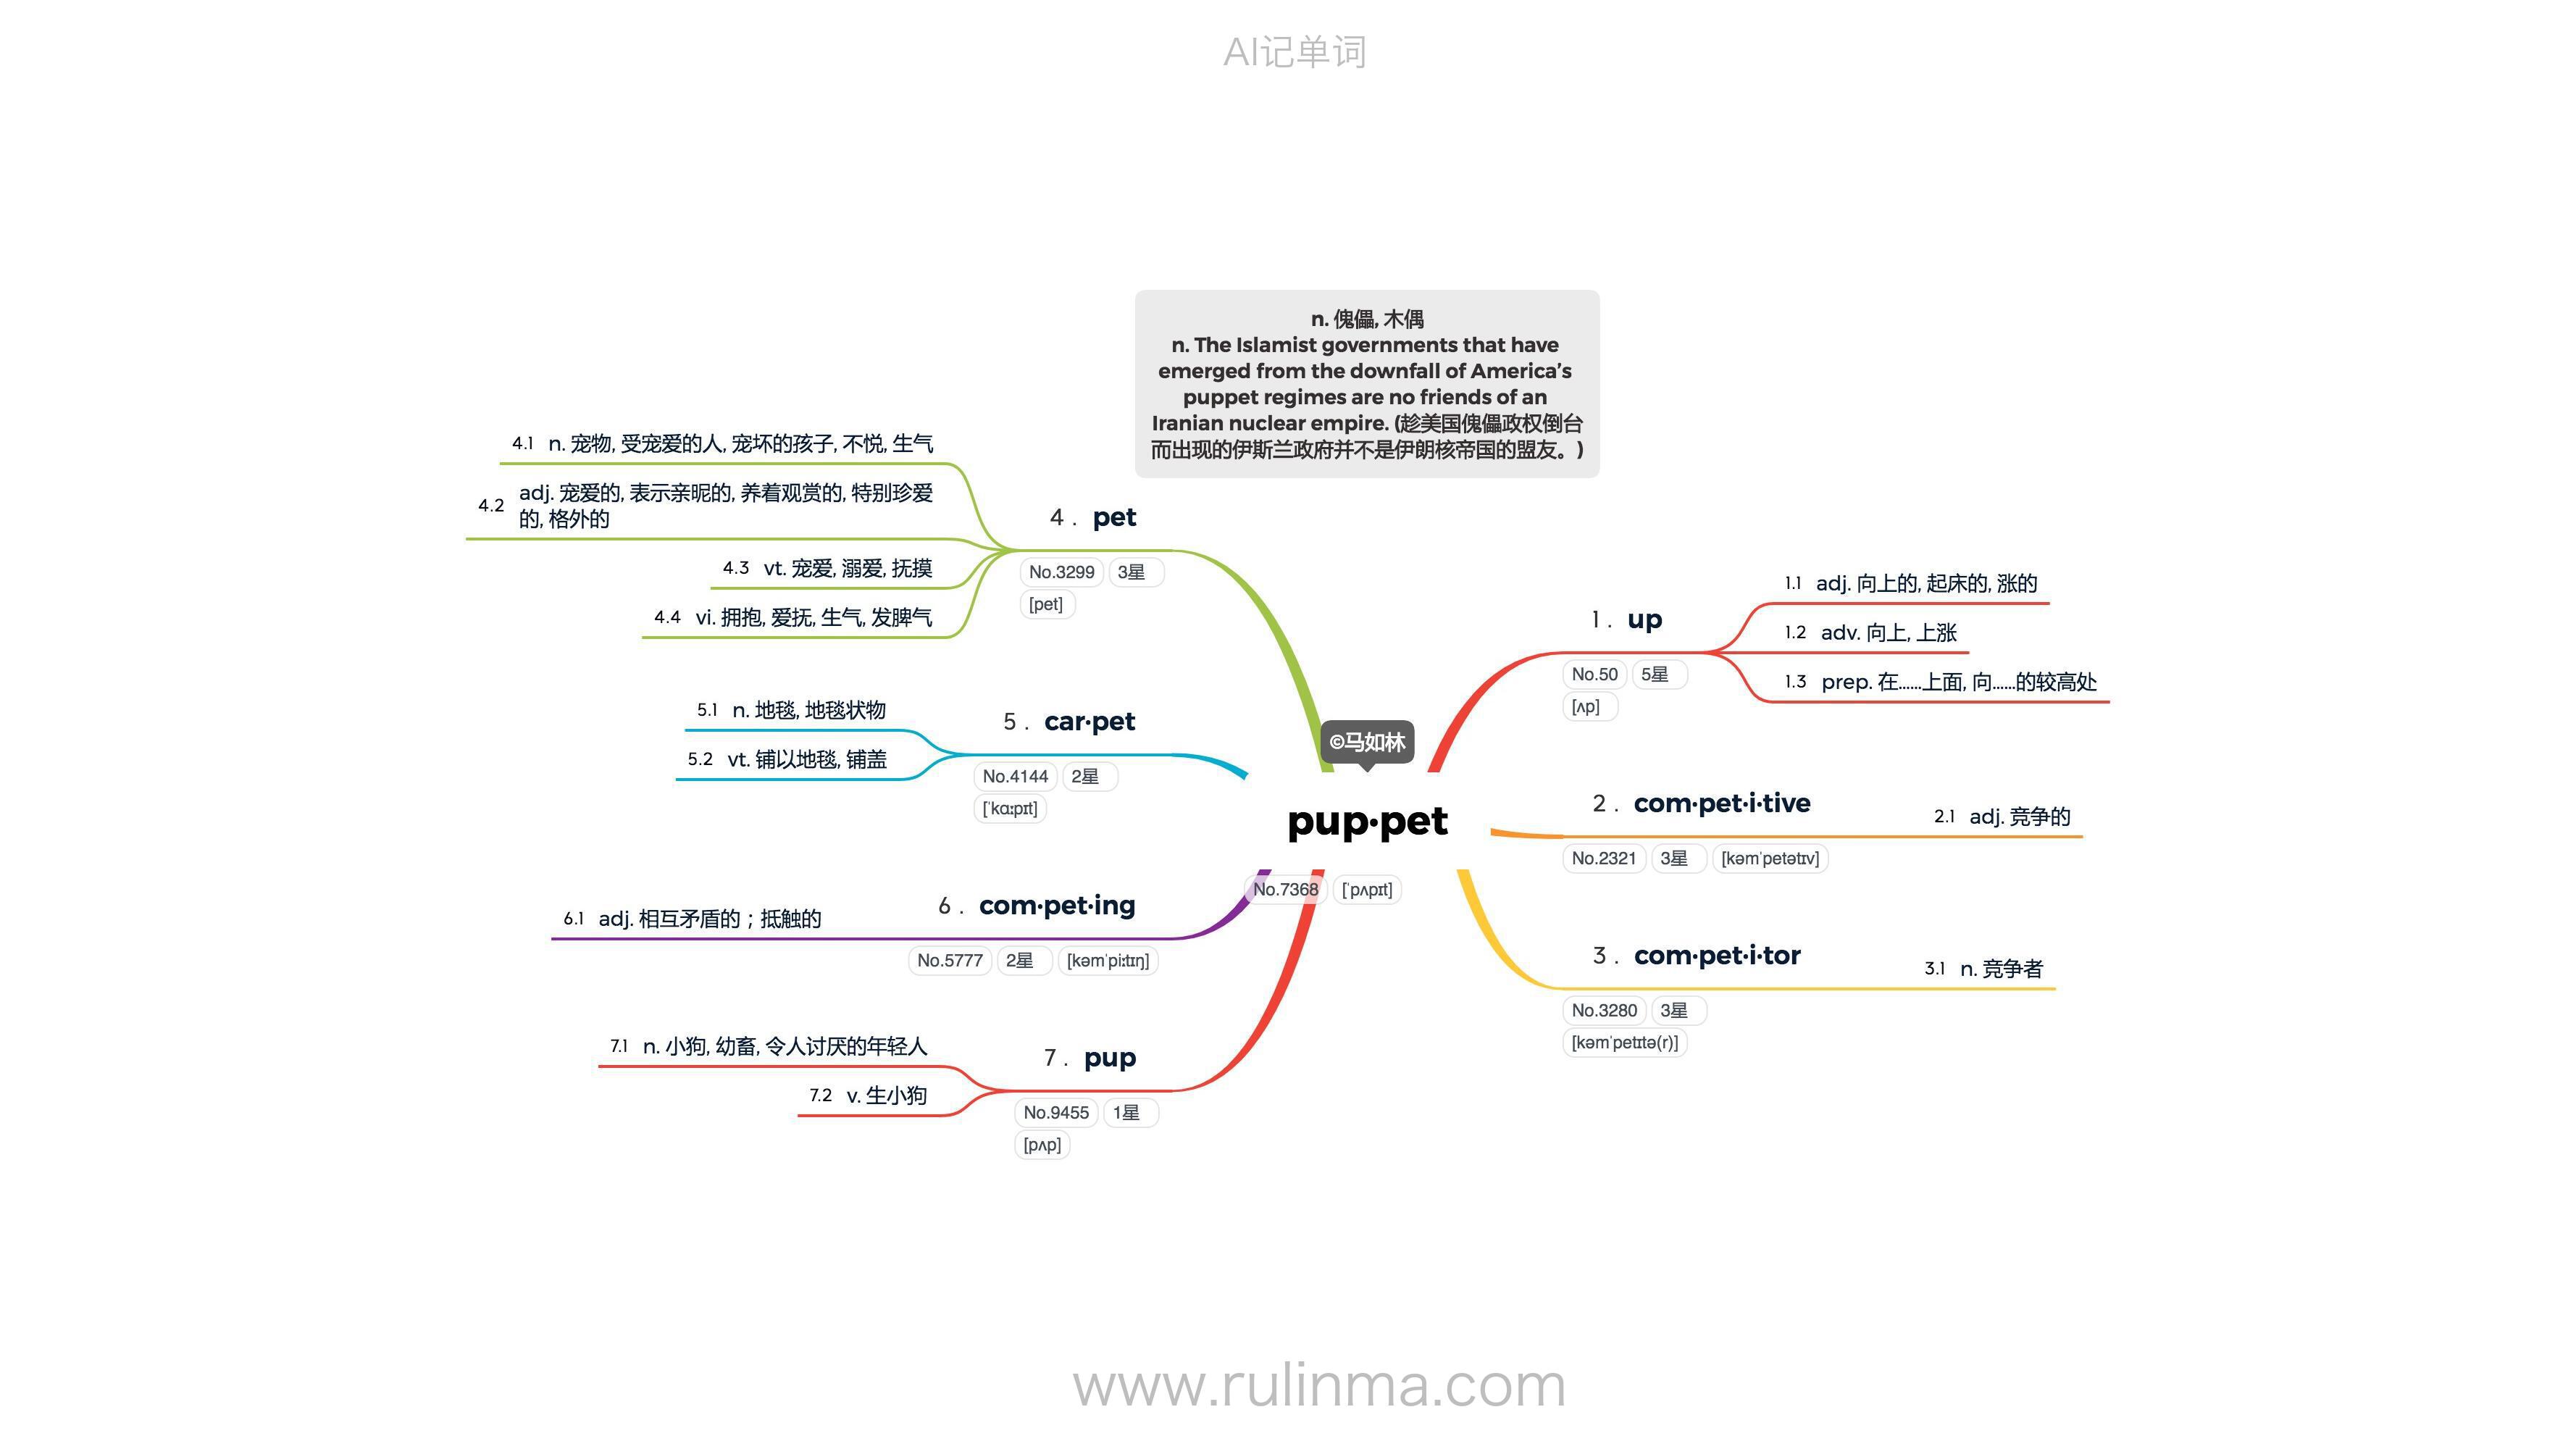 AI记单词
n. 傀儡, 木偶
n. The Islamist governments that have
emerged from the downfall of America’s
puppet regimes are no friends of an
Iranian nuclear empire. (趁美国傀儡政权倒台
而出现的伊斯兰政府并不是伊朗核帝国的盟友。)
©马如林
pup·pet
No.7368 [ˈpʌpɪt]
1 . up
No.50 5星
[ʌp]
1.1 adj. 向上的, 起床的, 涨的
1.2 adv. 向上, 上涨
1.3 prep. 在……上面, 向……的较高处
2 . com·pet·i·tive
No.2321 3星 [kəmˈpetətɪv]
2.1 adj. 竞争的
3 . com·pet·i·tor
No.3280 3星
[kəmˈpetɪtə(r)]
3.1 n. 竞争者
4 . pet
No.3299 3星
[pet]
4.1 n. 宠物, 受宠爱的人, 宠坏的孩子, 不悦, 生气
4.2 adj. 宠爱的, 表示亲昵的, 养着观赏的, 特别珍爱
的, 格外的
4.3 vt. 宠爱, 溺爱, 抚摸
4.4 vi. 拥抱, 爱抚, 生气, 发脾气
5 . car·pet
No.4144 2星
[ˈkɑːpɪt]
5.1 n. 地毯, 地毯状物
5.2 vt. 铺以地毯, 铺盖
6 . com·pet·ing
No.5777 2星 [kəmˈpiːtɪŋ]
6.1 adj. 相互矛盾的；抵触的
7 . pup
No.9455 1星
[pʌp]
7.1 n. 小狗, 幼畜, 令人讨厌的年轻人
7.2 v. 生小狗
www.rulinma.com